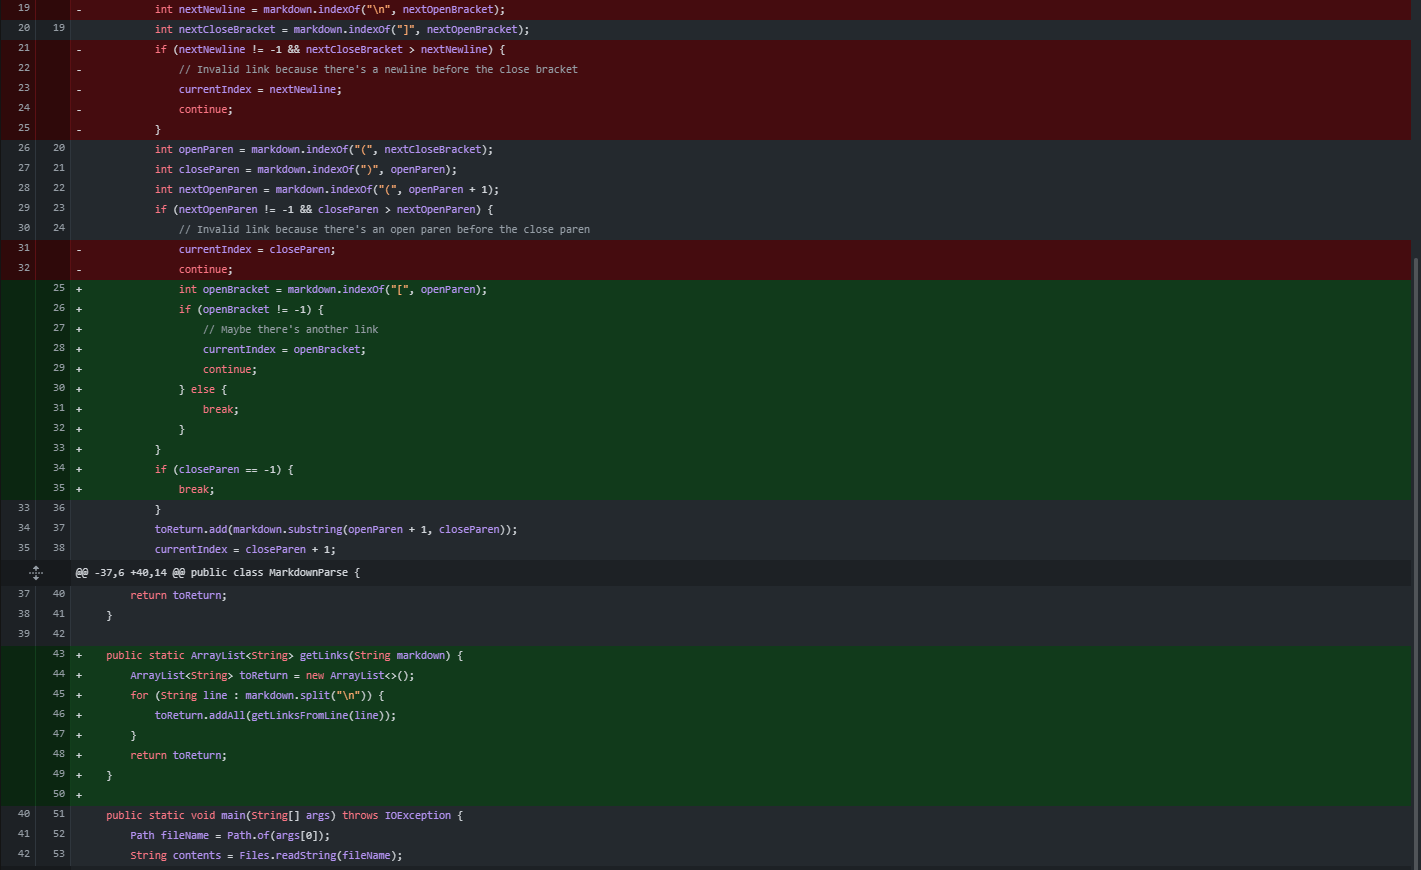 19 - int nextNewline = markdown.indexOf("\n", nextOpenBracket);
20 19 int nextCloseBracket = markdown.indexOf("]", nextOpenBracket);
21 - if (nextNewline != -1 && nextCloseBracket > nextNewline) {
22 - // Invalid link because there's a newline before the close bracket
23 - currentIndex = nextNewline;
24 - continue;
25 - }
26 20 int openParen = markdown.indexOf("(", nextCloseBracket);
27 21 int closeParen = markdown.indexOf(")", openParen);
28 22 int nextOpenParen = markdown.indexOf("(", openParen + 1);
29 23 if (nextOpenParen != -1 && closeParen > nextOpenParen) {
30 24 // Invalid link because there's an open paren before the close paren
31 - currentIndex = closeParen;
32 - continue;
25 + int openBracket = markdown.indexOf("[", openParen);
26 + if (openBracket != -1) {
27 + // Maybe there's another link
28 + currentIndex = openBracket;
29 + continue;
30 + } else {
31 + break;
32 + }
33 + }
34 + if (closeParen == -1) {
35 + break;
33 36 }
34 37 toReturn.add(markdown.substring(openParen + 1, closeParen));
35 38 currentIndex = closeParen + 1;
@@ -37,6 +40,14 @@ public class MarkdownParse {
37 40 return toReturn;
38 41 }
39 42
43 + public static ArrayList<String> getLinks(String markdown) {
44 + ArrayList<String> toReturn = new ArrayList<>();
45 + for (String line : markdown.split("\n")) {
46 + toReturn.addAll(getLinksFromLine(line));
47 + }
48 + return toReturn;
49 + }
50 +
40 51 public static void main(String[] args) throws IOException {
41 52 Path fileName = Path.of(args[0]);
42 53 String contents = Files.readString(fileName);